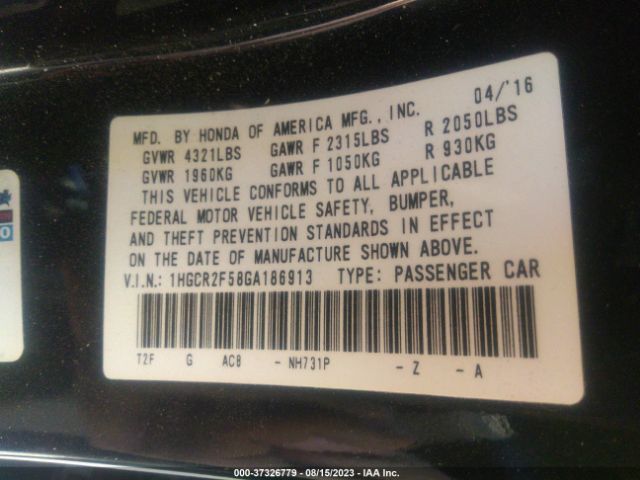 04/'16
MFD. BY HONDA OF AMERICA MFG., INC.
GVWR 4321LBS GAWR F 2315LBS R 2050LBS
GVWR 1960KG GAWR F 1050KG R 930KG
THIS VEHICLE CONFORMS TO ALL APPLICABLE
FEDERAL MOTOR VEHICLE SAFETY, BUMPER,
AND THEFT PREVENTION STANDARDS IN EFFECT
ON THE DATE OF MANUFACTURE SHOWN ABOVE.
V.I.N.: 1HGCR2F58GA186913 TYPE: PASSENGER CAR
T2F G AC8 - NH731P - Z - A
000-37326779 - 08/15/2023 - IAA Inc.